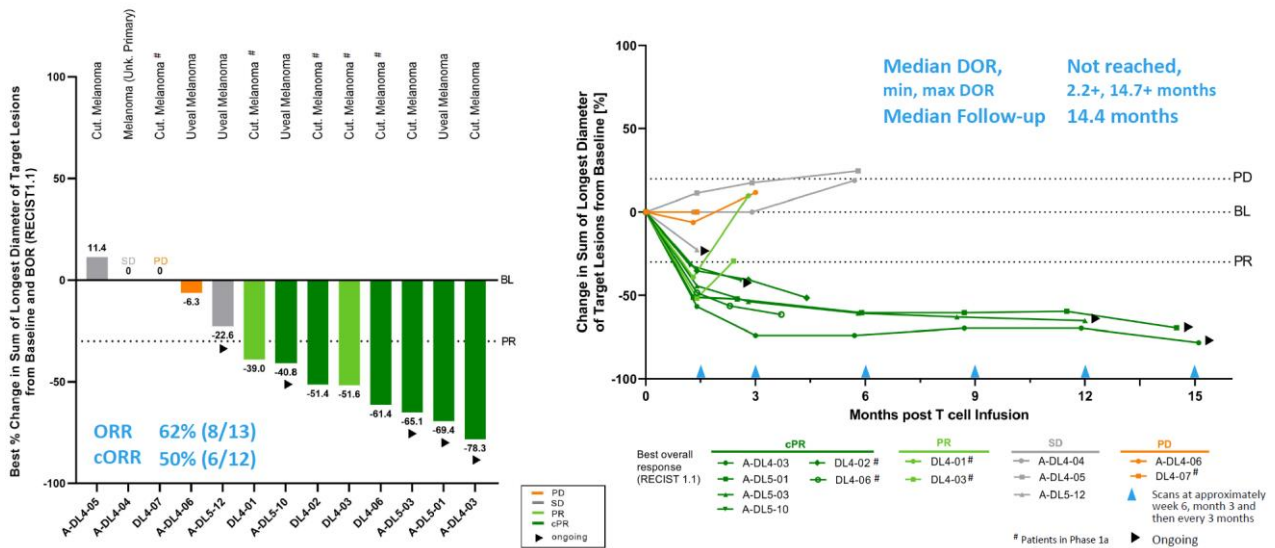 Cut. Melanoma
Melanoma (Unk. Primary)
Cut. Melanoma #
Uveal Melanoma
Uveal Melanoma
Cut. Melanoma #
Uveal Melanoma
Cut. Melanoma #
Cut. Melanoma #
Cut. Melanoma #
Cut. Melanoma
Uveal Melanoma
Cut. Melanoma
Best % Change in Sum of Longest Diameter of Target Lesions
from Baseline and BOR (RECIST1.1)
100
50
0
-50
-100
11.4
SD
0
PD
0
-6.3
-22.6
-39.0
-40.8
-51.4
-51.6
-61.4
-65.1
-69.4
-78.3
BL
PR
ORR 62% (8/13)
cORR 50% (6/12)
A-DL4-05
A-DL4-04
DL4-07
A-DL4-06
A-DL5-12
DL4-01
A-DL5-10
DL4-02
DL4-03
DL4-06
A-DL5-03
A-DL5-01
A-DL4-03
PD
SD
PR
cPR
ongoing
Change in Sum of Longest Diameter
of Target Lesions from Baseline [%]
100
50
0
-50
-100
Median DOR, Not reached,
min, max DOR 2.2+, 14.7+ months
Median Follow-up 14.4 months
PD
BL
PR
0 3 6 9 12 15
Months post T cell Infusion
Best overall
response
(RECIST 1.1)
cPR
A-DL4-03 DL4-02 #
A-DL5-01 DL4-06 #
A-DL5-03
A-DL5-10
PR
DL4-01#
DL4-03#
SD
A-DL4-04
A-DL4-05
A-DL5-12
PD
A-DL4-06
DL4-07#
Scans at approximately
week 6, month 3 and
then every 3 months
# Patients in Phase 1a
Ongoing